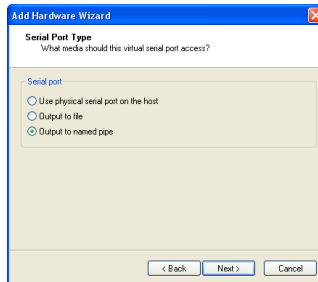 Add Hardware Wizard
Serial Port Type
What media should this virtual serial port access?
Serial port
Use physical serial port on the host
Output to file
Output to named pipe
< Back
Next >
Cancel